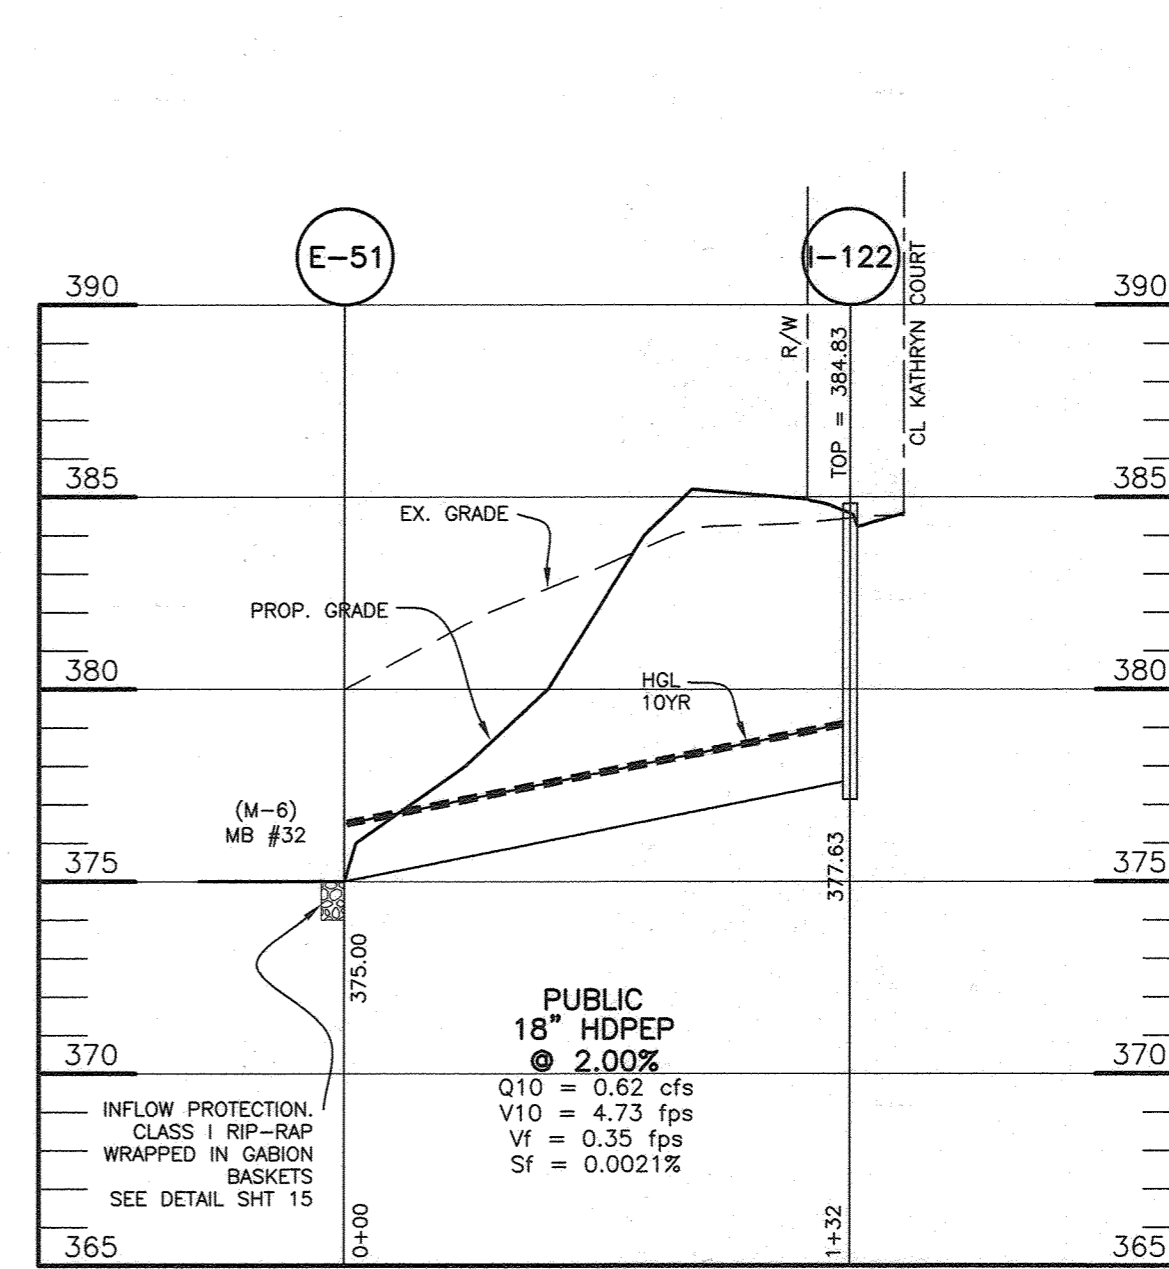 E-51
I-122
390
390
R/W
TOP = 384.83
CL KATHRYN COURT
385
385
EX. GRADE
PROP. GRADE
380
380
HGL
10YR
(M-6)
MB #32
375
375
377.63
375.00
PUBLIC
18" HDPEP
@ 2.00%
Q10 = 0.62 cfs
V10 = 4.73 fps
Vf = 0.35 fps
Sf = 0.0021%
370
370
INFLOW PROTECTION.
CLASS I RIP-RAP
WRAPPED IN GABION
BASKETS
SEE DETAIL SHT 15
0+00
1+32
365
365